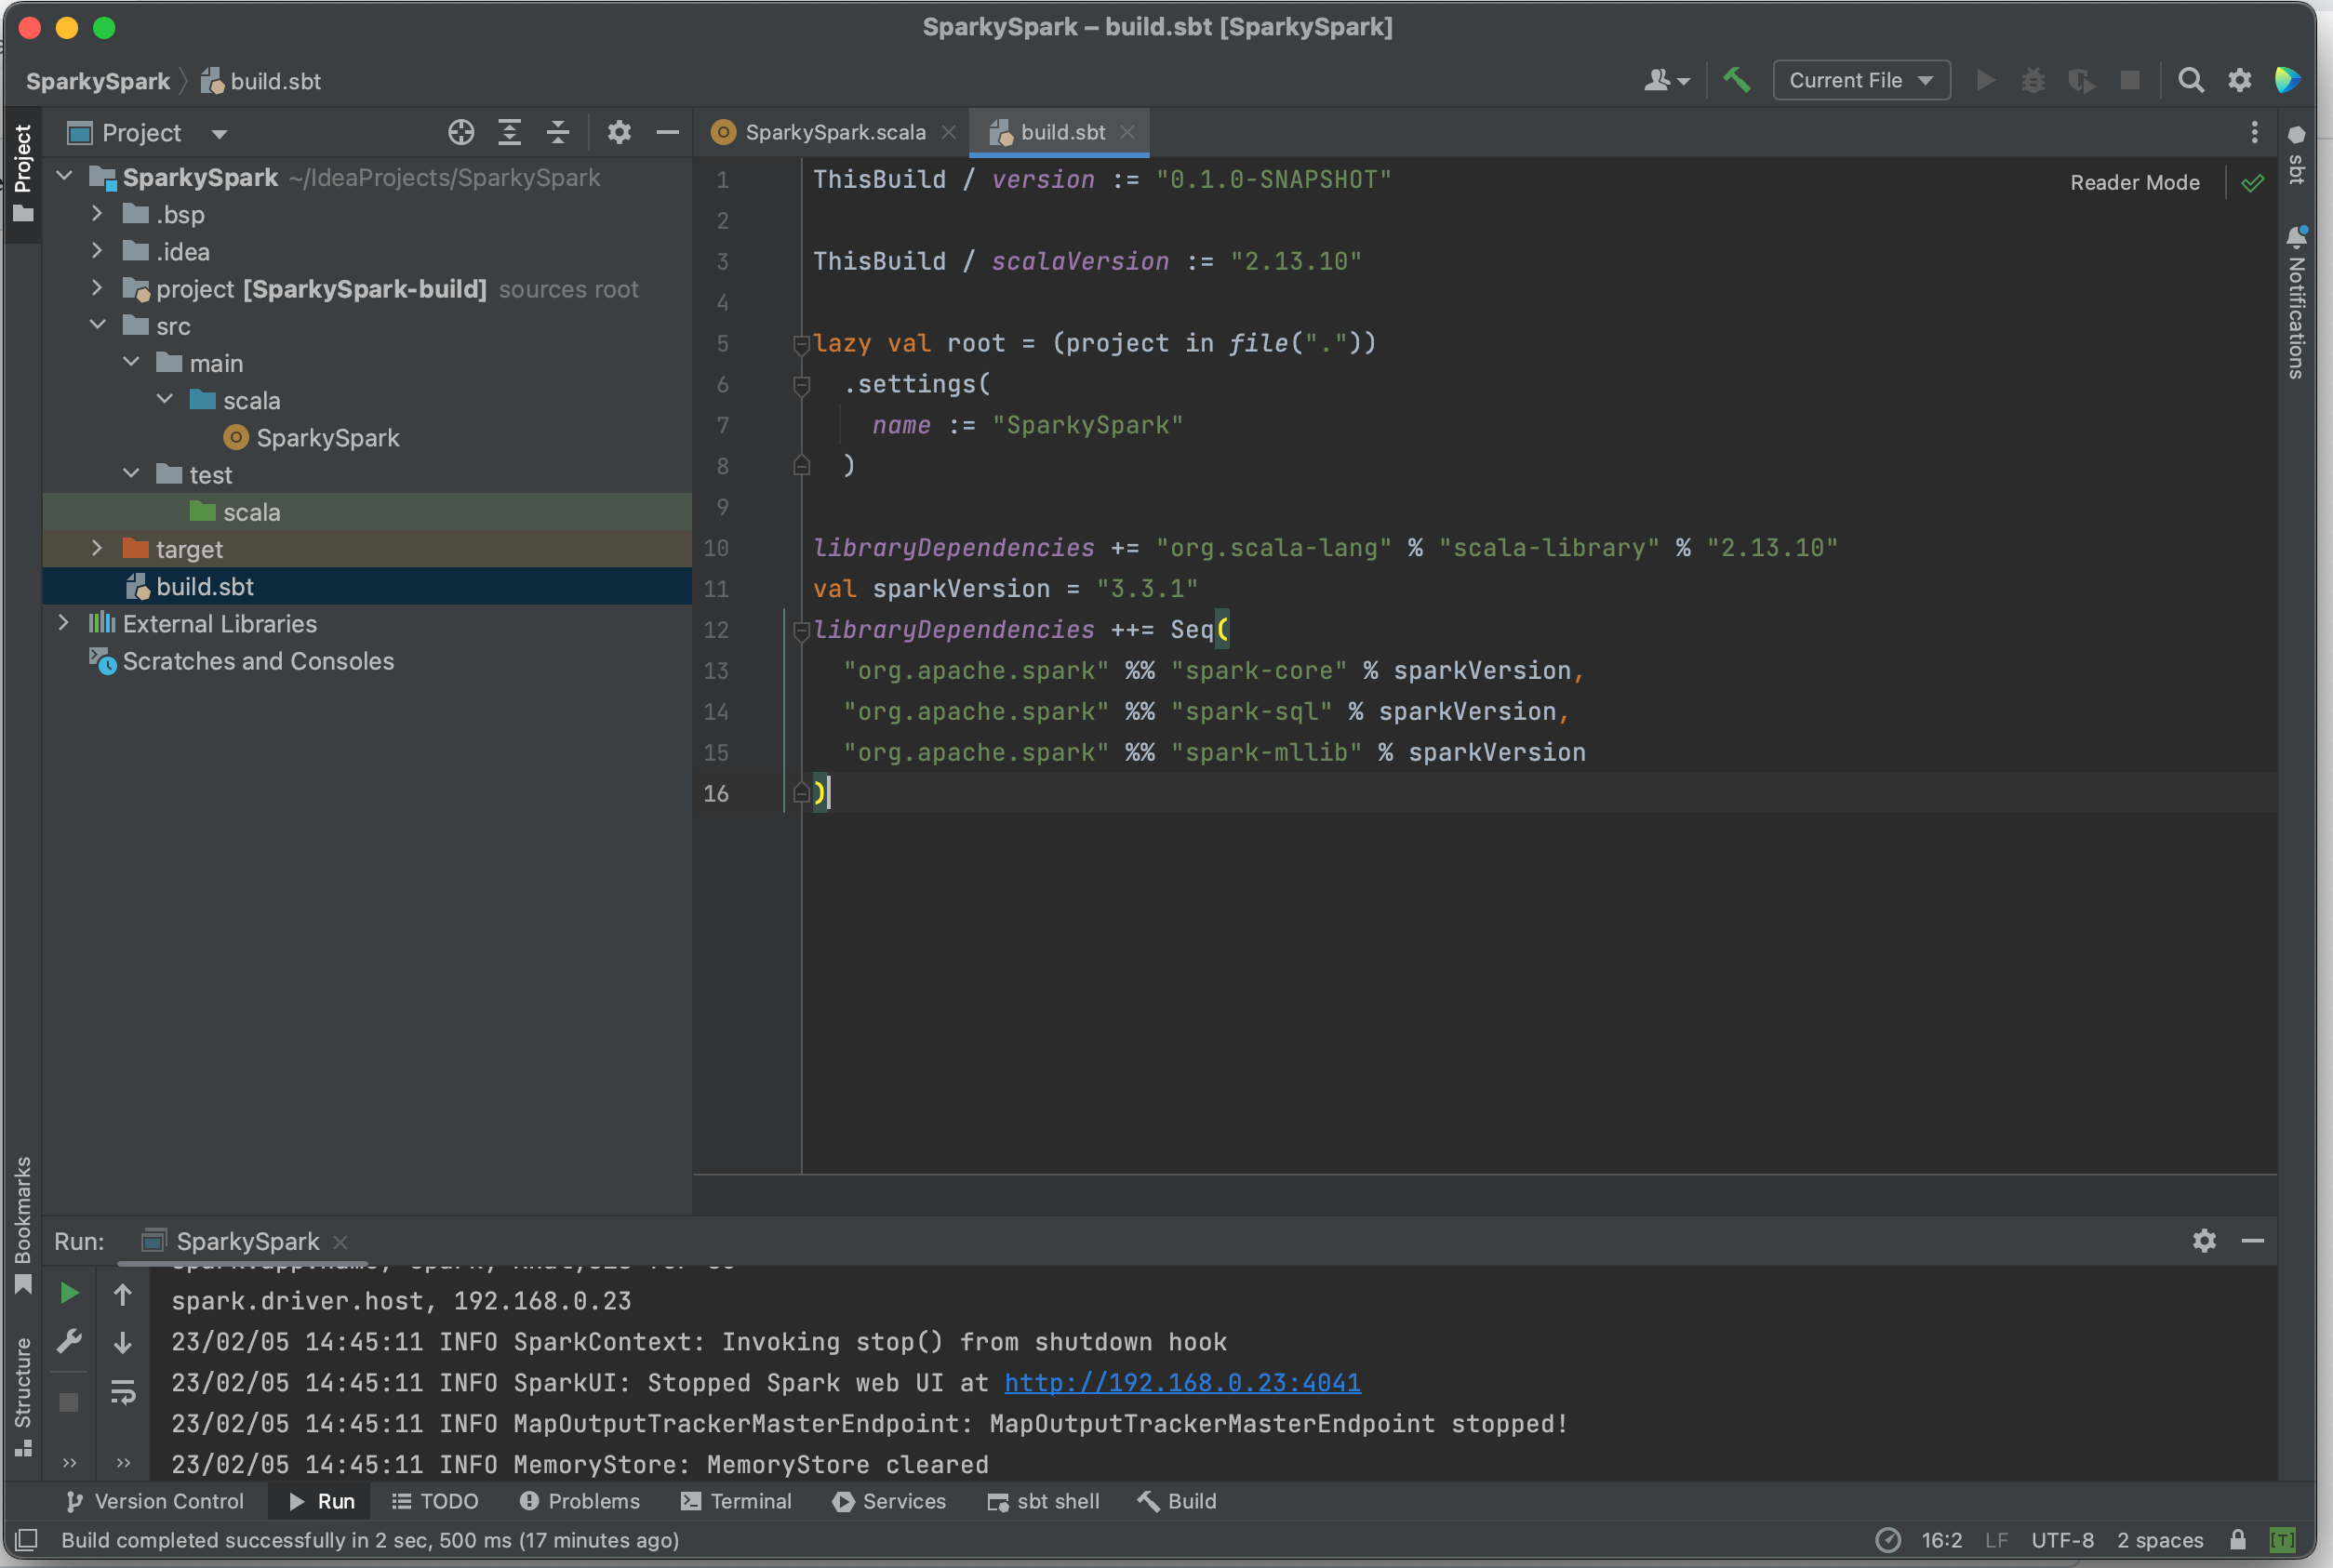 SparkySpark – build.sbt [SparkySpark]
SparkySpark build.sbt
Current File
Project
Project
SparkySpark ~/IdeaProjects/SparkySpark
.bsp
.idea
project [SparkySpark-build] sources root
src
main
scala
SparkySpark
test
scala
target
build.sbt
External Libraries
Scratches and Consoles
SparkySpark.scala
build.sbt
Reader Mode
1 ThisBuild / version := "0.1.0-SNAPSHOT"
2
3 ThisBuild / scalaVersion := "2.13.10"
4
5 lazy val root = (project in file("."))
6 .settings(
7 name := "SparkySpark"
8 )
9
10 libraryDependencies += "org.scala-lang" % "scala-library" % "2.13.10"
11 val sparkVersion = "3.3.1"
12 libraryDependencies ++= Seq(
13 "org.apache.spark" %% "spark-core" % sparkVersion,
14 "org.apache.spark" %% "spark-sql" % sparkVersion,
15 "org.apache.spark" %% "spark-mllib" % sparkVersion
16 )
sbt
Notifications
Bookmarks
Structure
Run: SparkySpark
spark.driver.host, 192.168.0.23
23/02/05 14:45:11 INFO SparkContext: Invoking stop() from shutdown hook
23/02/05 14:45:11 INFO SparkUI: Stopped Spark web UI at http://192.168.0.23:4041
23/02/05 14:45:11 INFO MapOutputTrackerMasterEndpoint: MapOutputTrackerMasterEndpoint stopped!
23/02/05 14:45:11 INFO MemoryStore: MemoryStore cleared
Version Control Run TODO Problems Terminal Services sbt shell Build
Build completed successfully in 2 sec, 500 ms (17 minutes ago)
16:2 LF UTF-8 2 spaces [T]